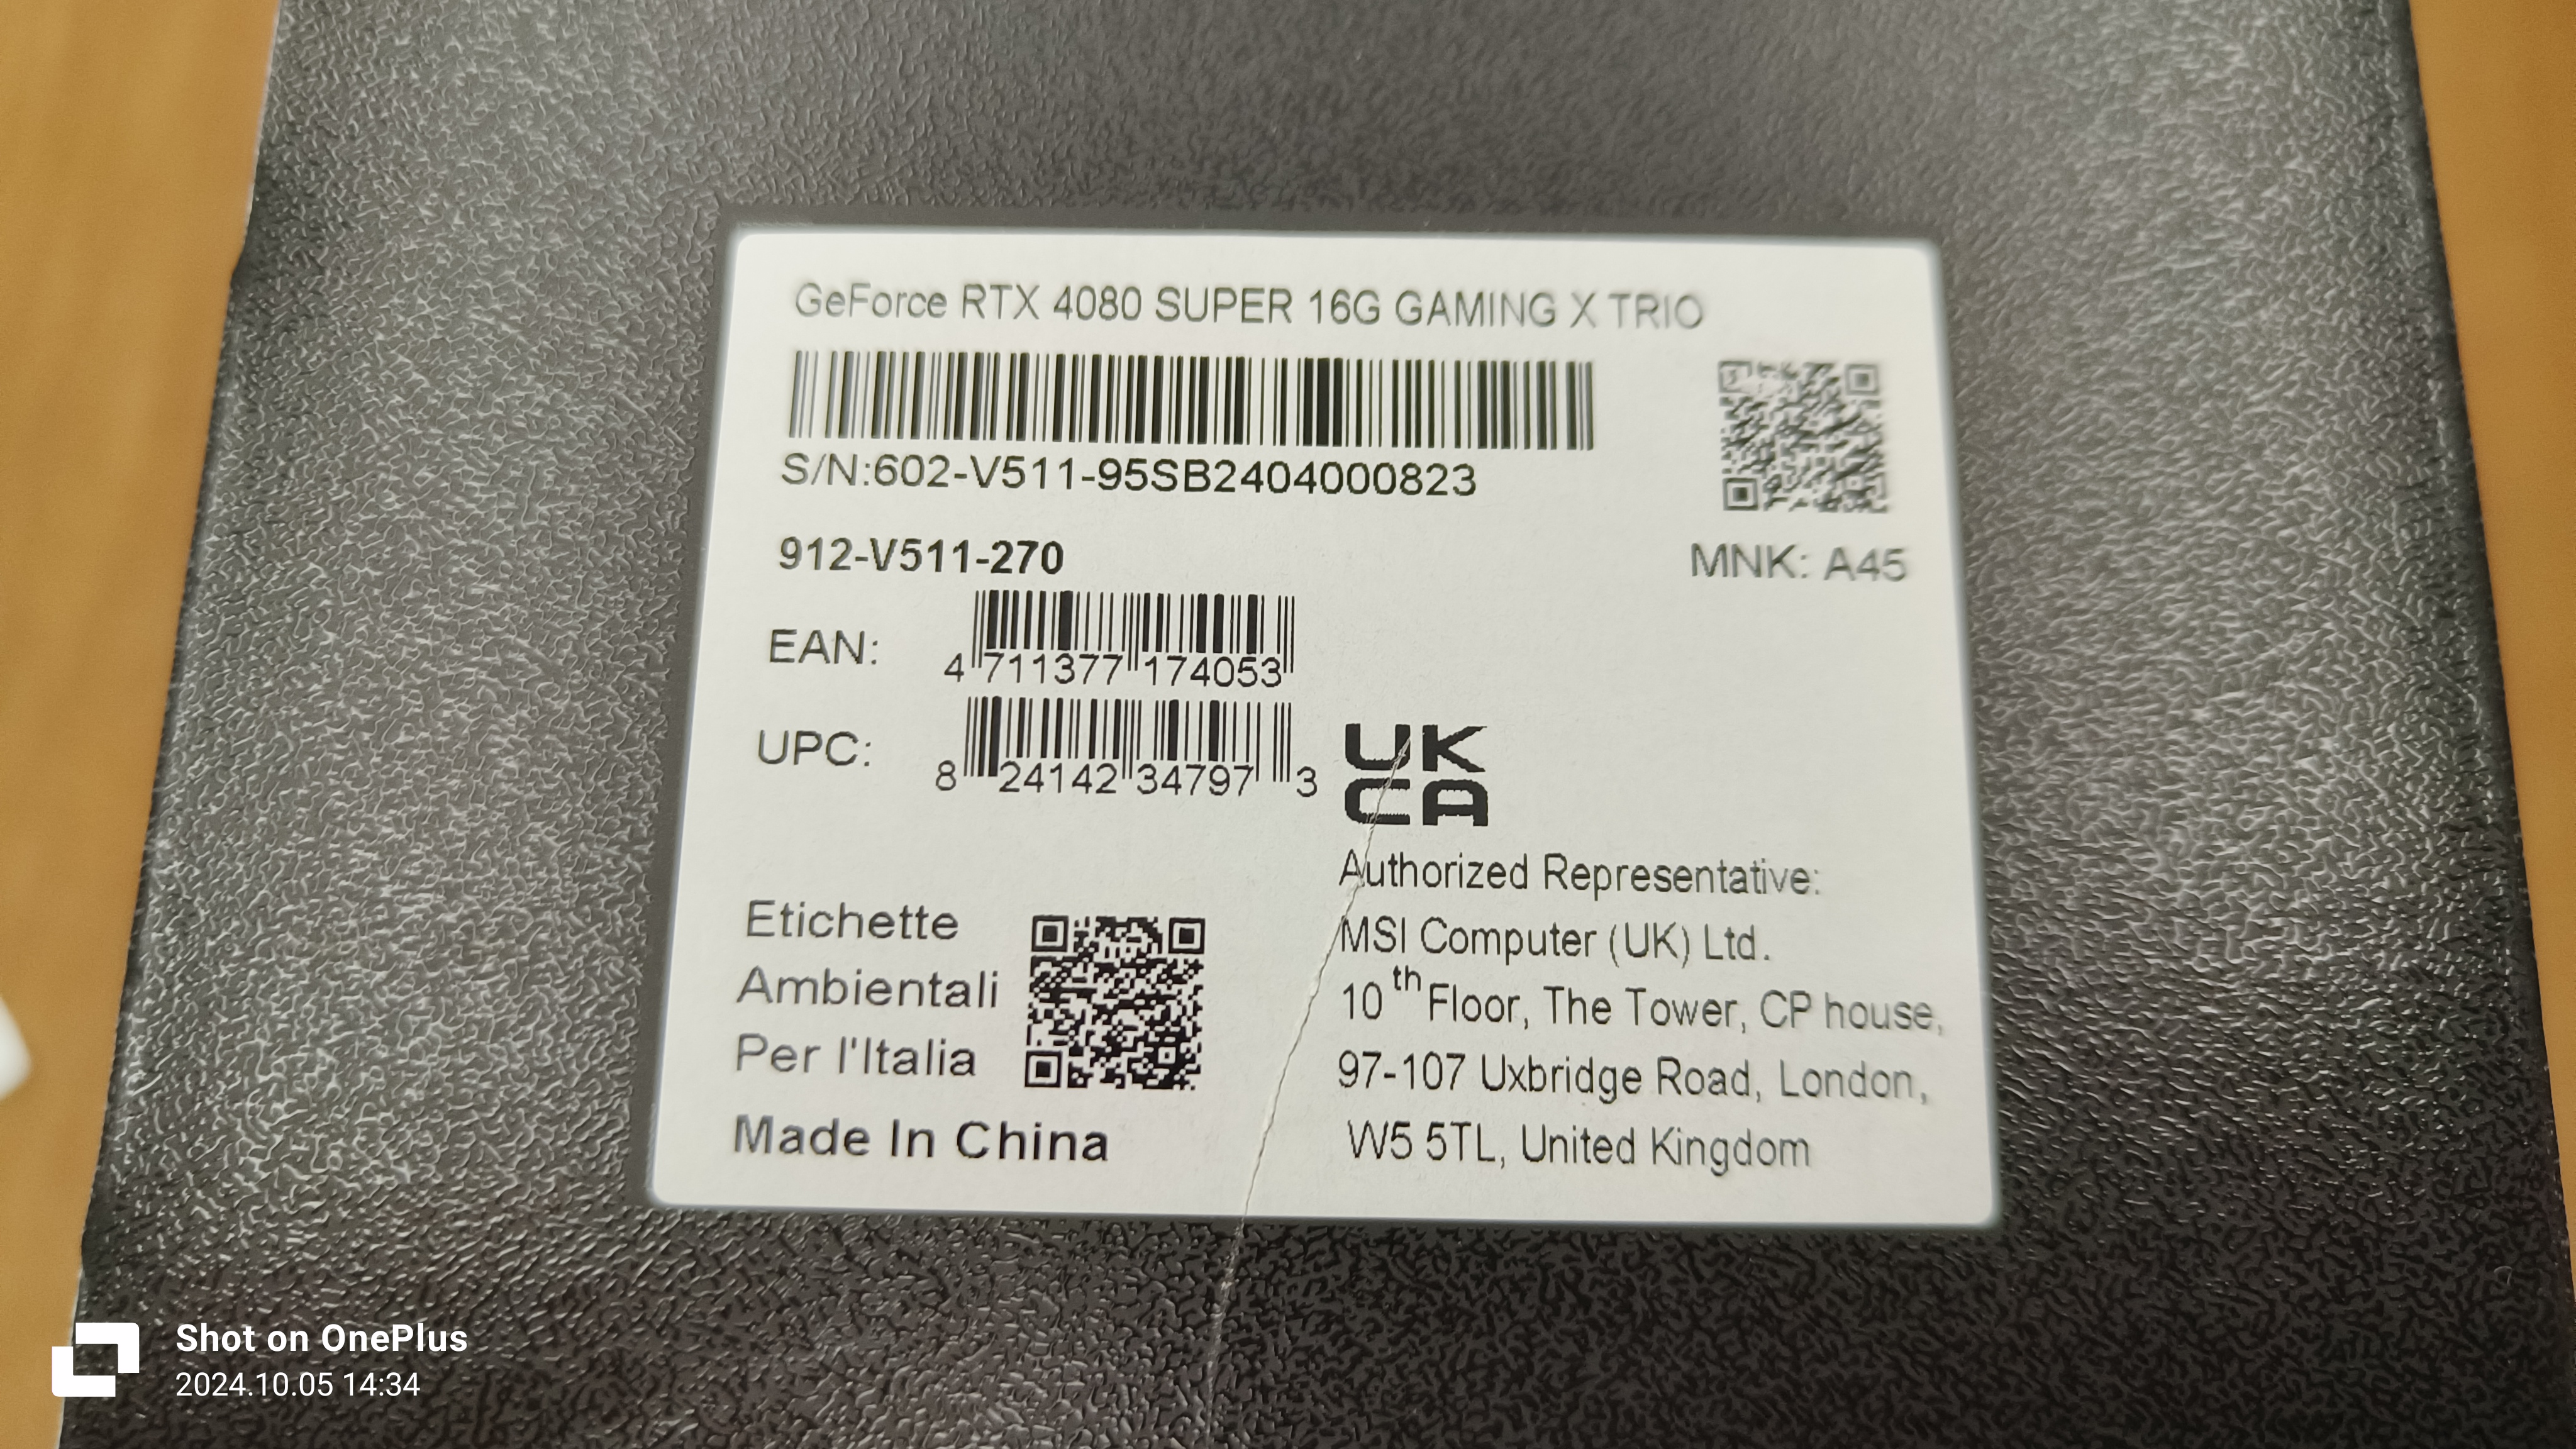 GeForce RTX 4080 SUPER 16G GAMING X TRIO
S/N:602-V511-95SB2404000823
912-V511-270
MNK: A45
EAN:
4 711377 174053
UPC:
8 24142 34797 3
UK
CA
Authorized Representative:
MSI Computer (UK) Ltd.
10th Floor, The Tower, CP house,
97-107 Uxbridge Road, London,
W5 5TL, United Kingdom
Etichette
Ambientali
Per l'Italia
Made In China
Shot on OnePlus
2024.10.05 14:34